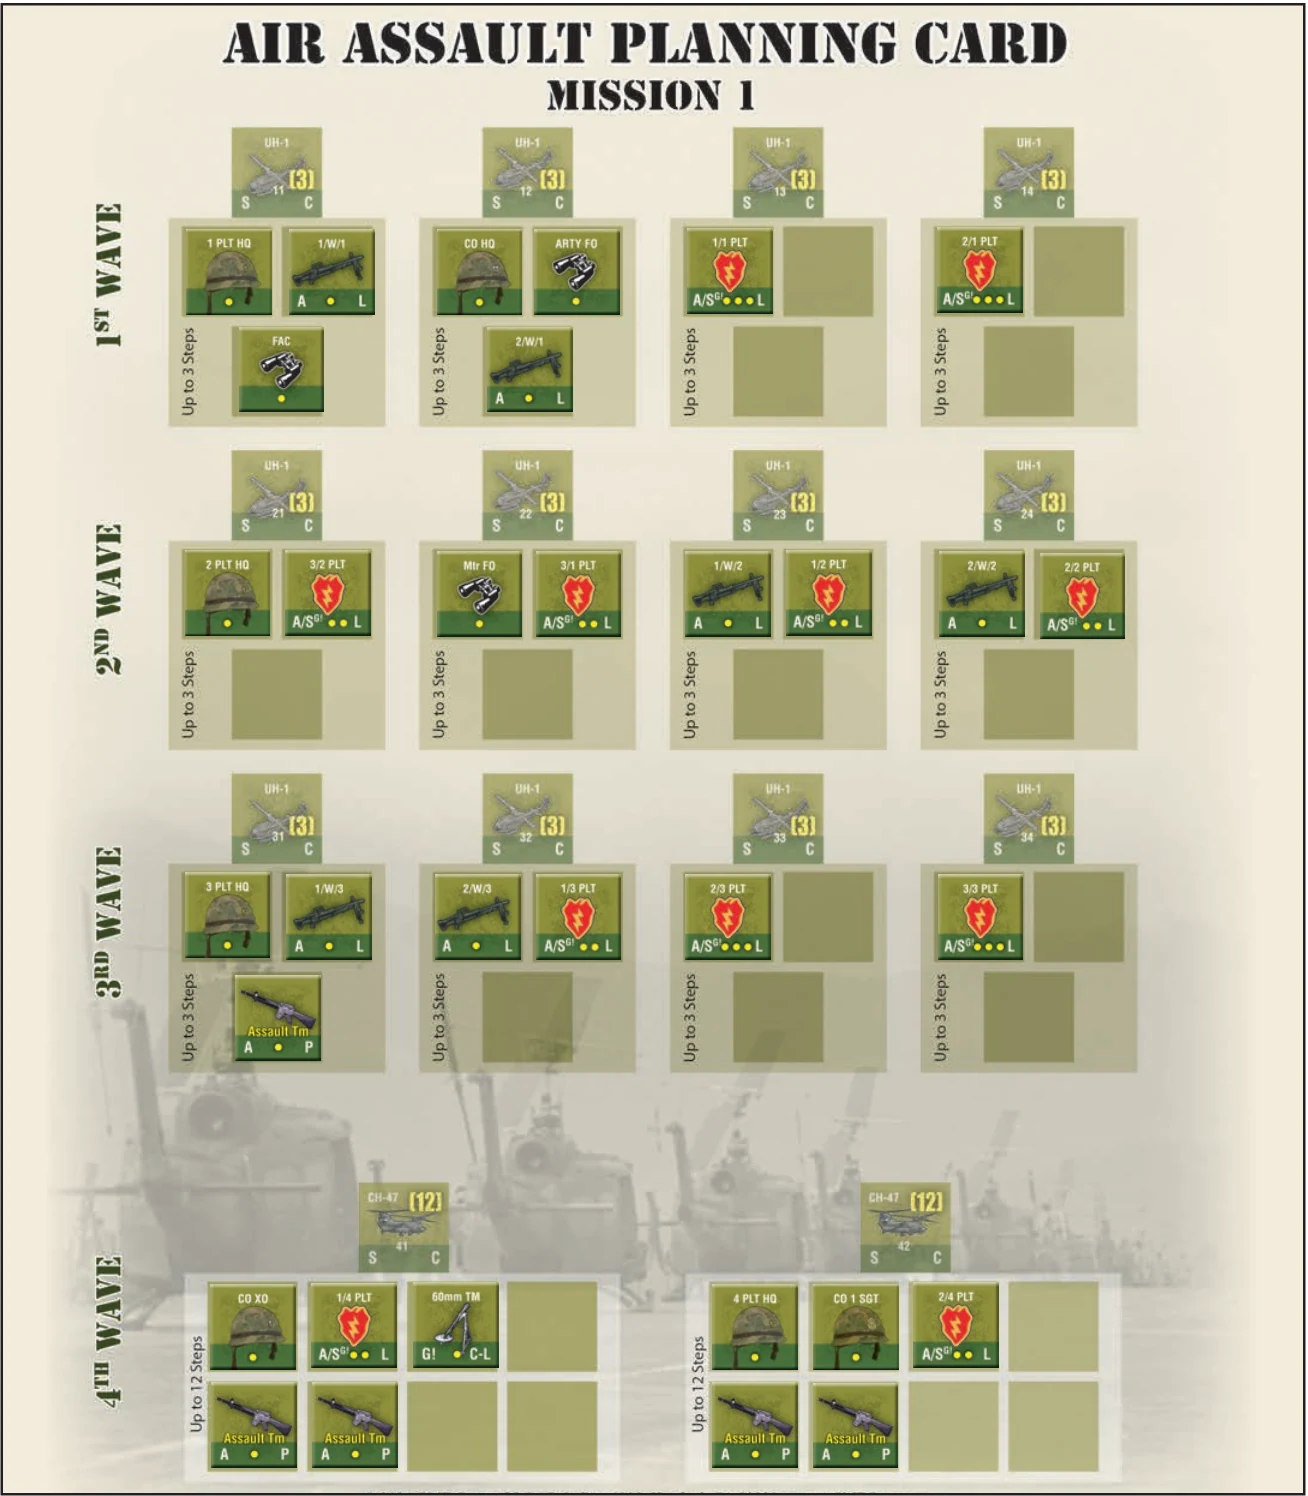 AIR ASSAULT PLANNING CARD
MISSION 1
1ST WAVE
UH-1
(3)
11
S C
1 PLT HQ
1/W/1
A L
FAC
Up to 3 Steps
UH-1
(3)
12
S C
CO HQ
ARTY FO
2/W/1
A L
Up to 3 Steps
UH-1
(3)
13
S C
1/1 PLT
A/SG! L
Up to 3 Steps
UH-1
(3)
14
S C
2/1 PLT
A/SG! L
Up to 3 Steps
2ND WAVE
UH-1
(3)
21
S C
2 PLT HQ
3/2 PLT
A/SG! L
Up to 3 Steps
UH-1
(3)
22
S C
Mtr FO
3/1 PLT
A/SG! L
Up to 3 Steps
UH-1
(3)
23
S C
1/W/2
A L
1/2 PLT
A/SG! L
Up to 3 Steps
UH-1
(3)
24
S C
2/W/2
A L
2/2 PLT
A/SG! L
Up to 3 Steps
3RD WAVE
UH-1
(3)
31
S C
3 PLT HQ
1/W/3
A L
Assault Tm
A P
Up to 3 Steps
UH-1
(3)
32
S C
2/W/3
A L
1/3 PLT
A/SG! L
Up to 3 Steps
UH-1
(3)
33
S C
2/3 PLT
A/SG! L
Up to 3 Steps
UH-1
(3)
34
S C
3/3 PLT
A/SG! L
Up to 3 Steps
4TH WAVE
CH-47 (12)
41
S C
CO XO
1/4 PLT
A/SG! L
60mm TM
G! C-L
Assault Tm
A P
Assault Tm
A P
Up to 12 Steps
CH-47 (12)
42
S C
4 PLT HQ
CO 1 SGT
2/4 PLT
A/SG! L
Assault Tm
A P
Assault Tm
A P
Up to 12 Steps